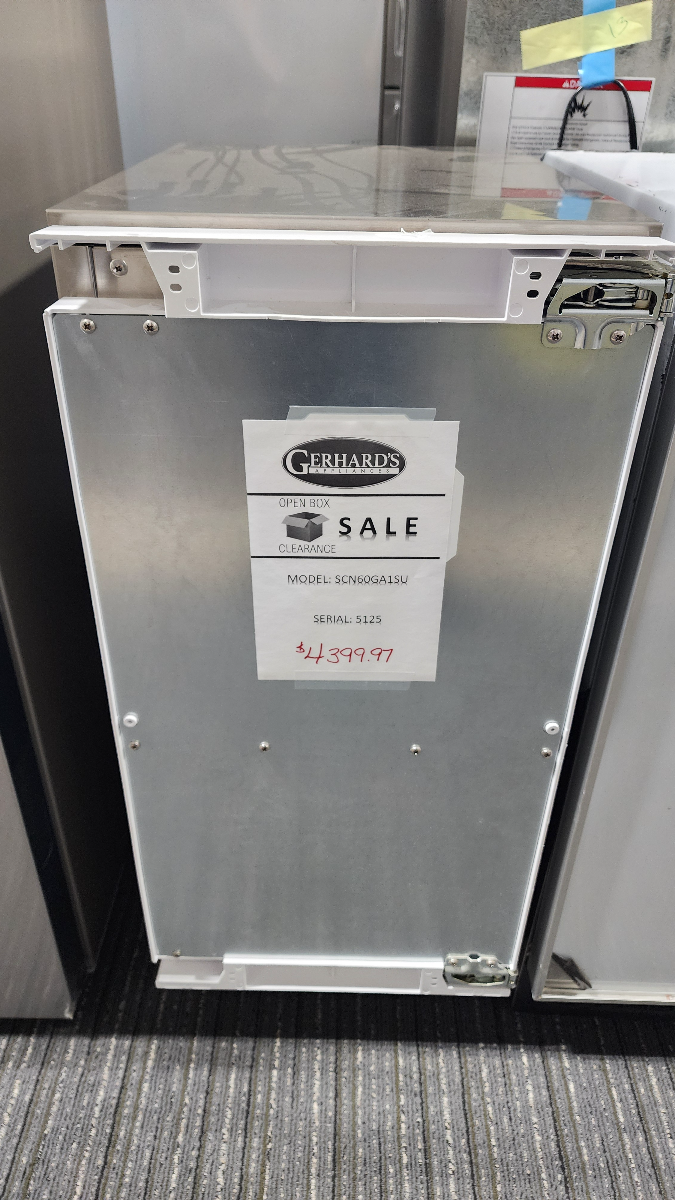 GERHARD'S
APPLIANCES
OPEN BOX
SALE
CLEARANCE
MODEL: SCN60GA1SU
SERIAL: 5125
$4399.97